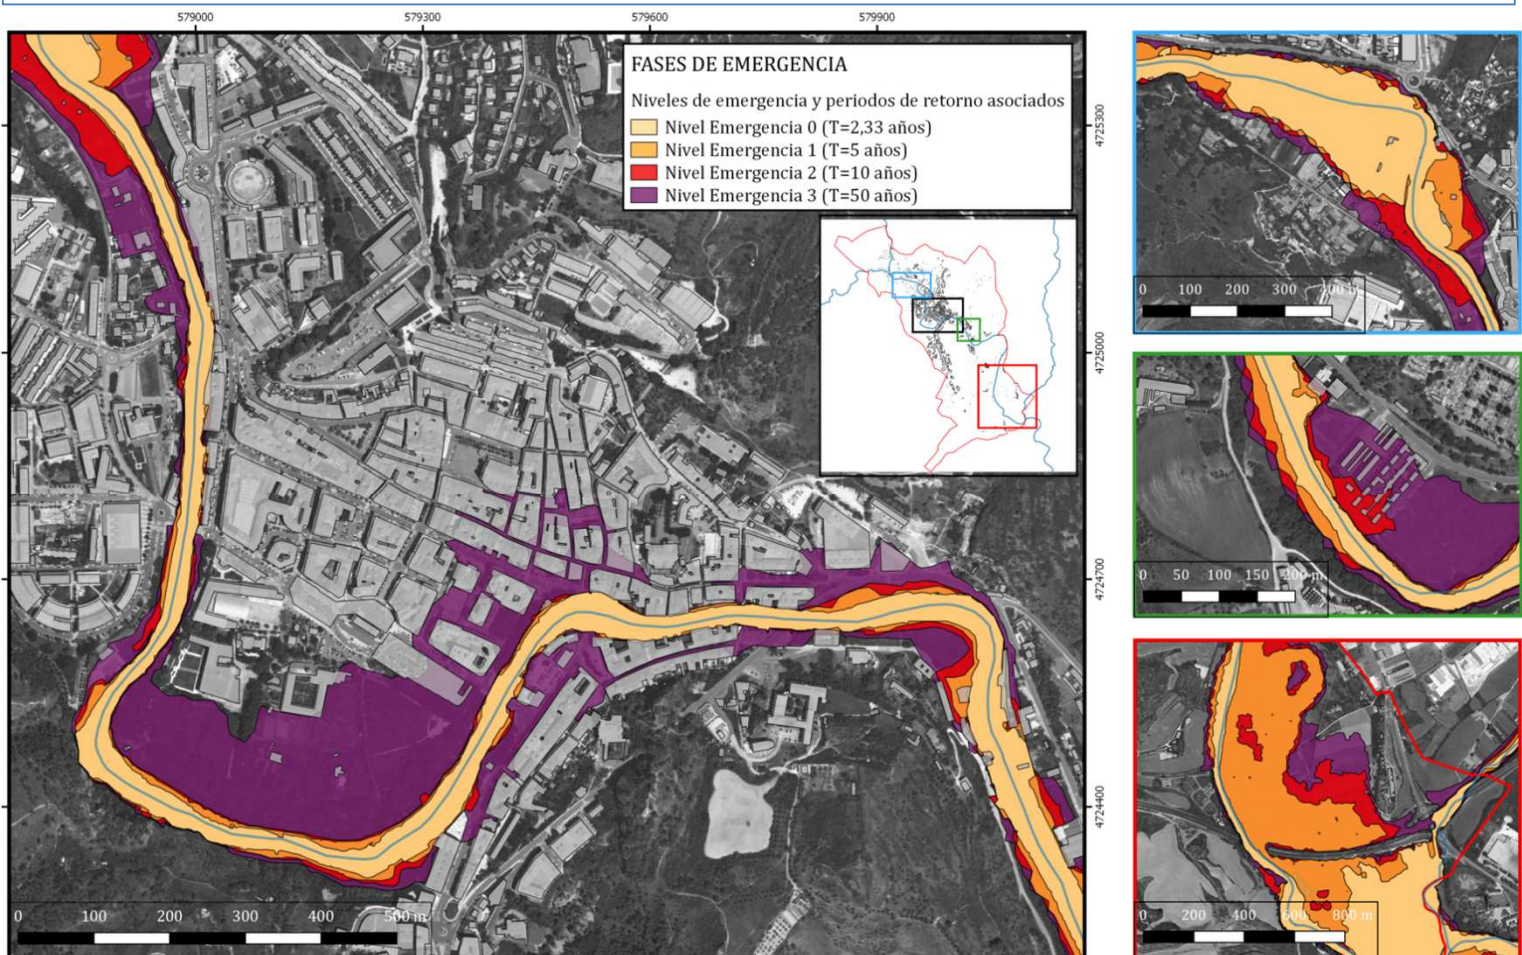 579000 579300 579600 579900
FASES DE EMERGENCIA
Niveles de emergencia y periodos de retorno asociados
Nivel Emergencia 0 (T=2,33 años)
Nivel Emergencia 1 (T=5 años)
Nivel Emergencia 2 (T=10 años)
Nivel Emergencia 3 (T=50 años)
4725300
4725000
4724700
4724400
0 100 200 300 400 500 m
0 100 200 300 400 m
0 50 100 150 200 m
0 200 400 600 800 m